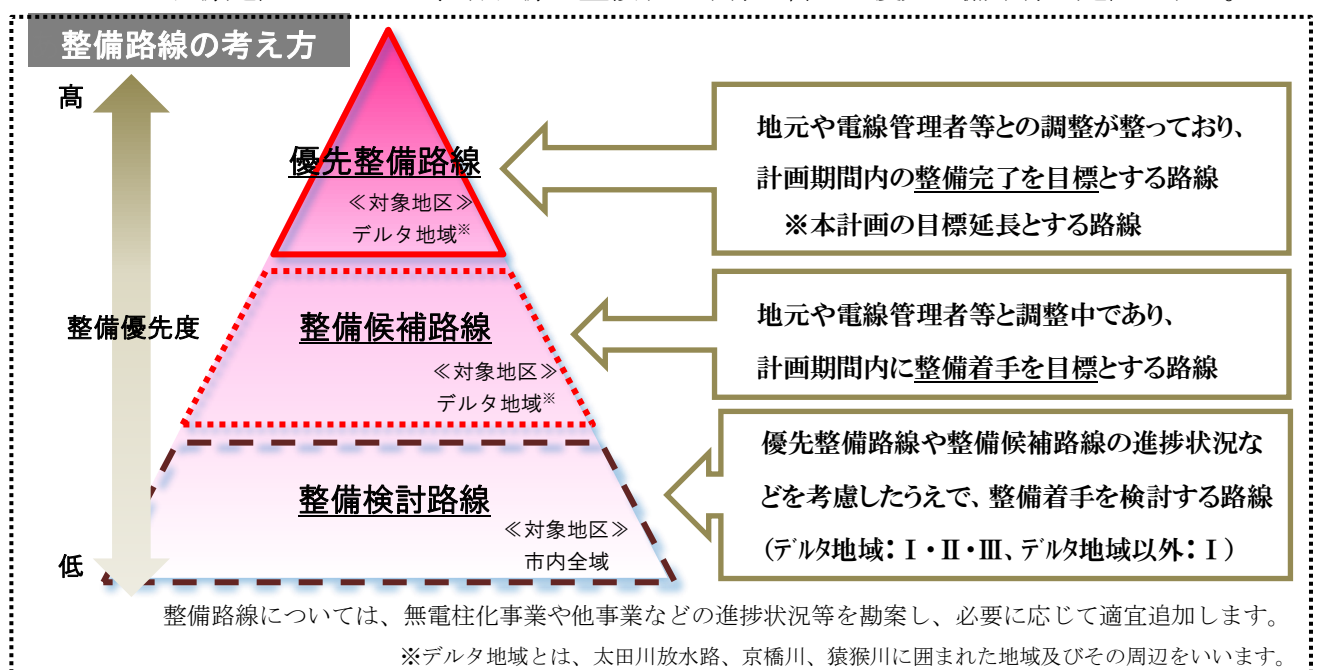 整備路線の考え方
高
整備優先度
低
優先整備路線
≪対象地区≫
デルタ地域※
地元や電線管理者等との調整が整っており、
計画期間内の整備完了を目標とする路線
※本計画の目標延長とする路線
整備候補路線
≪対象地区≫
デルタ地域※
地元や電線管理者等と調整中であり、
計画期間内に整備着手を目標とする路線
整備検討路線
≪対象地区≫
市内全域
優先整備路線や整備候補路線の進捗状況な
どを考慮したうえで、整備着手を検討する路線
（デルタ地域：Ⅰ・Ⅱ・Ⅲ、デルタ地域以外：Ⅰ）
整備路線については、無電柱化事業や他事業などの進捗状況等を勘案し、必要に応じて適宜追加します。
※デルタ地域とは、太田川放水路、京橋川、猿猴川に囲まれた地域及びその周辺をいいます。